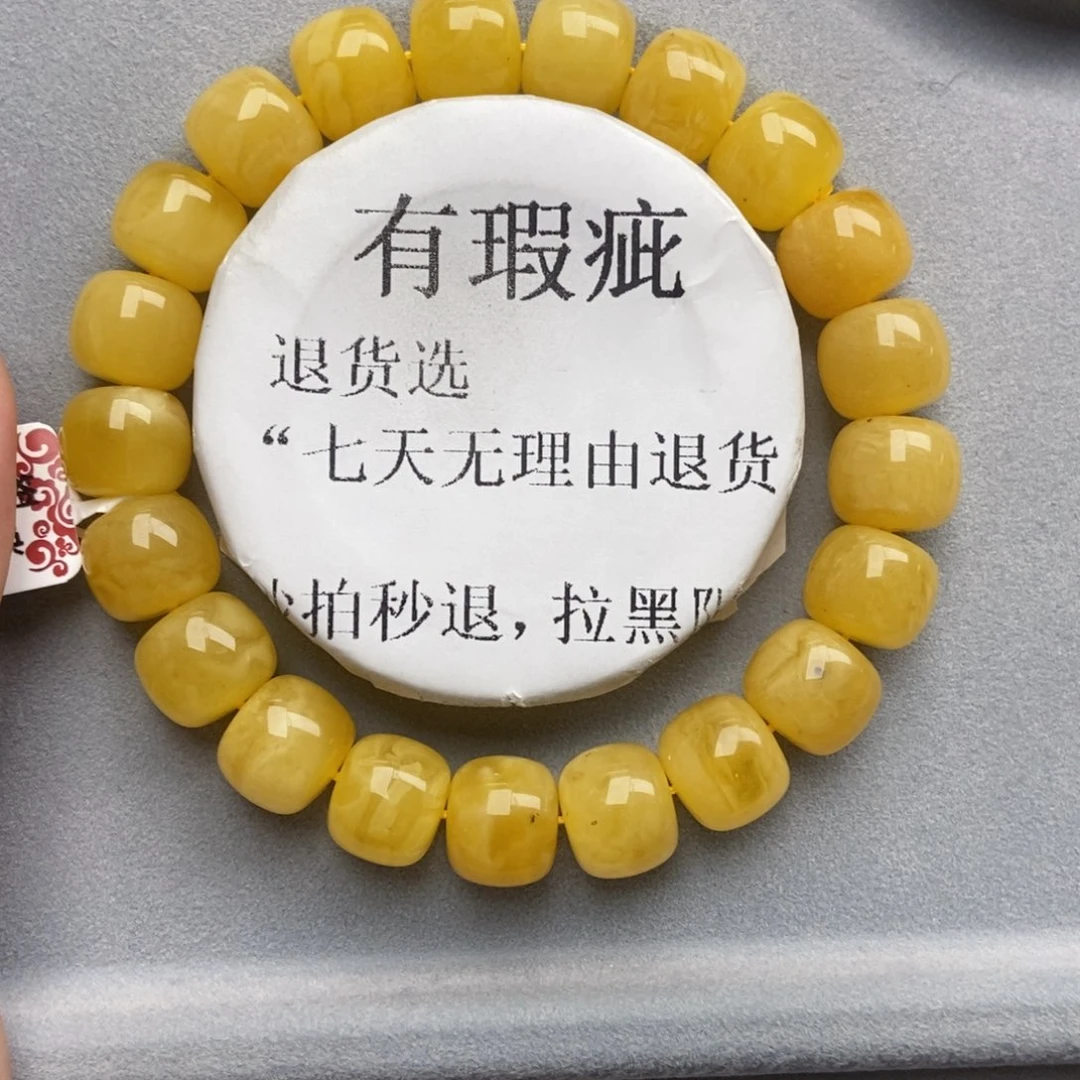 有瑕疵
退货选
“七天无理由退货
拍秒退，拉黑